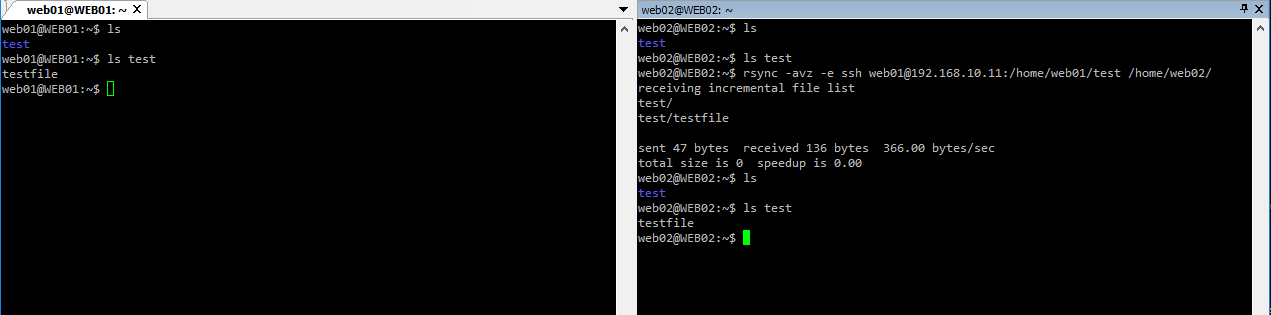 web01@WEB01: ~
web01@WEB01:~$ ls
test
web01@WEB01:~$ ls test
testfile
web01@WEB01:~$
web02@WEB02: ~
web02@WEB02:~$ ls
test
web02@WEB02:~$ ls test
web02@WEB02:~$ rsync -avz -e ssh web01@192.168.10.11:/home/web01/test /home/web02/
receiving incremental file list
test/
test/testfile

sent 47 bytes  received 136 bytes  366.00 bytes/sec
total size is 0  speedup is 0.00
web02@WEB02:~$ ls
test
web02@WEB02:~$ ls test
testfile
web02@WEB02:~$